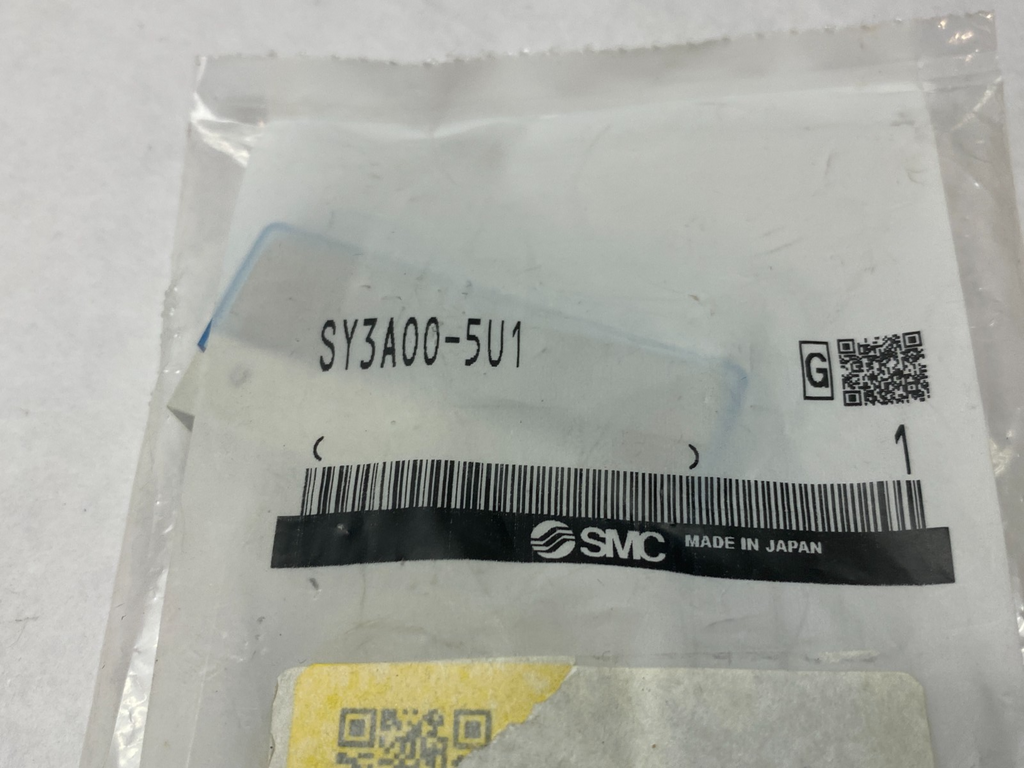 SY3A00-5U1
G
( )
1
SMC MADE IN JAPAN